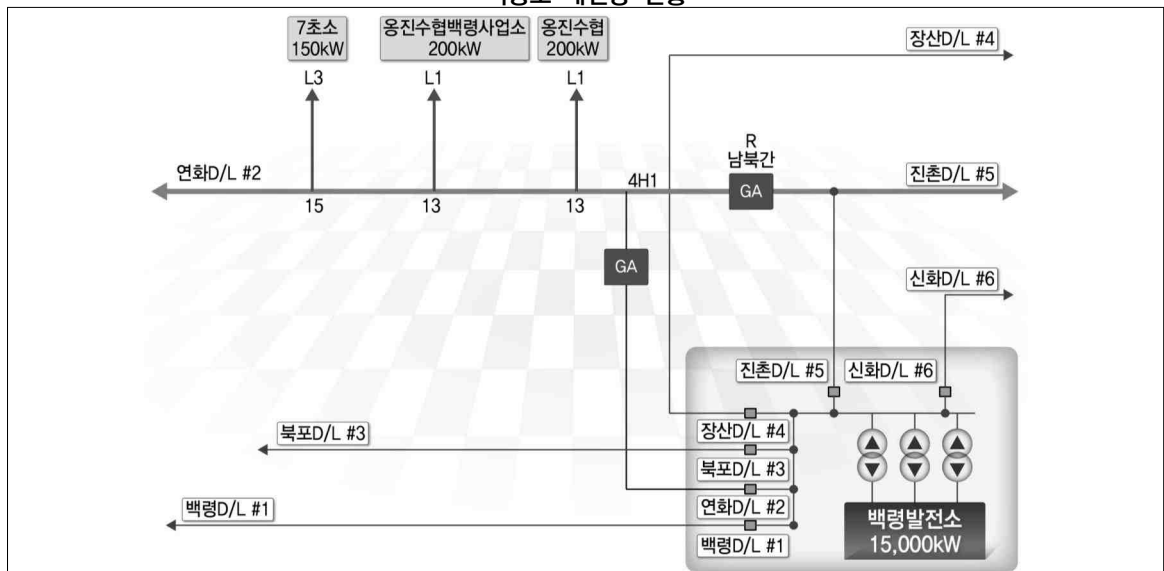 7초소
150kW
옹진수협백령사업소
200kW
옹진수협
200kW
장산D/L #4
L3
L1
L1
R
남북간
연화D/L #2
4H1
GA
진촌D/L #5
15
13
13
GA
신화D/L #6
진촌D/L #5
신화D/L #6
장산D/L #4
북포D/L #3
북포D/L #3
연화D/L #2
백령D/L #1
백령D/L #1
백령발전소
15,000kW